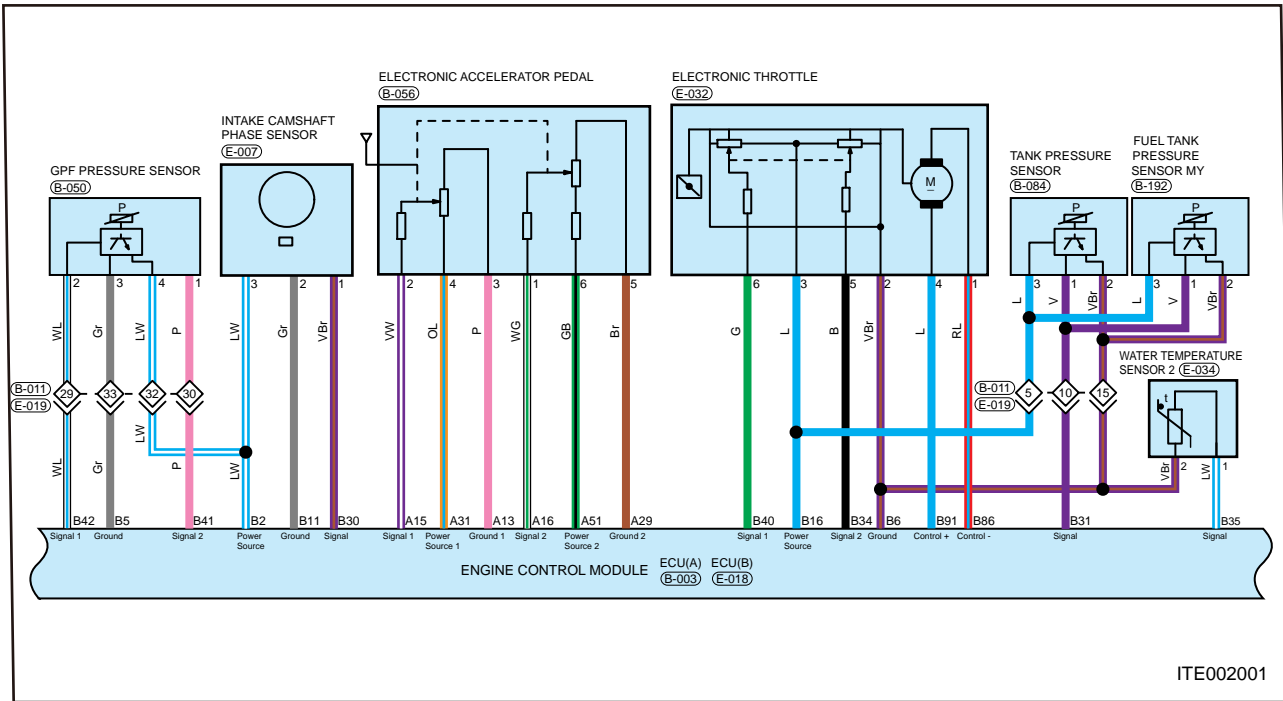 ELECTRONIC ACCELERATOR PEDAL
B-056
ELECTRONIC THROTTLE
E-032
INTAKE CAMSHAFT
PHASE SENSOR
E-007
GPF PRESSURE SENSOR
B-050
TANK PRESSURE
SENSOR
B-084
FUEL TANK
PRESSURE
SENSOR MY
B-192
P
M
P
P
2 3 4 1
3 2 1
2 4 3 1 6 5
6 3 5 2 4 1
3 1 2
3 1 2
WL Gr LW P
LW Gr VBr
VW OL P WG GB Br
G L B VBr L RL
L V VBr
L V VBr
WATER TEMPERATURE
SENSOR 2 E-034
t
B-011
E-019
29 33 32 30
B-011
E-019
5 10 15
LW
WL Gr P LW
VBr 2 LW 1
B42 B5 B41 B2 B11 B30 A15 A31 A13 A16 A51 A29 B40 B16 B34 B6 B91 B86 B31 B35
Signal 1 Ground Signal 2 Power Source Ground Signal Signal 1 Power Source 1 Ground 1 Signal 2 Power Source 2 Ground 2 Signal 1 Power Source Signal 2 Ground Control + Control - Signal Signal
ENGINE CONTROL MODULE
ECU(A) ECU(B)
B-003 E-018
ITE002001